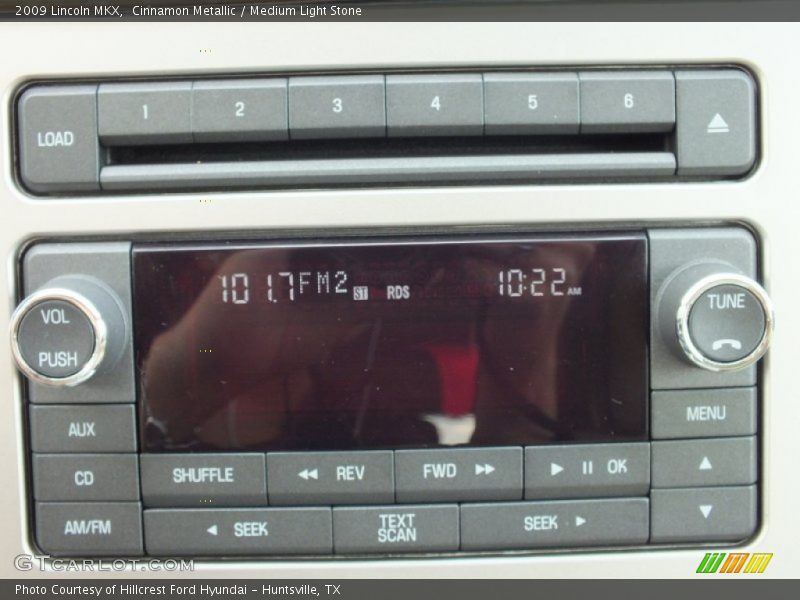 2009 Lincoln MKX,  Cinnamon Metallic / Medium Light Stone
LOAD 1 2 3 4 5 6
101.7 FM2 ST RDS 10:22 AM
VOL
PUSH
TUNE
AUX
MENU
CD
SHUFFLE REV FWD OK
AM/FM
SEEK TEXT SCAN SEEK
GTCARLOT.COM
Photo Courtesy of Hillcrest Ford Hyundai - Huntsville, TX